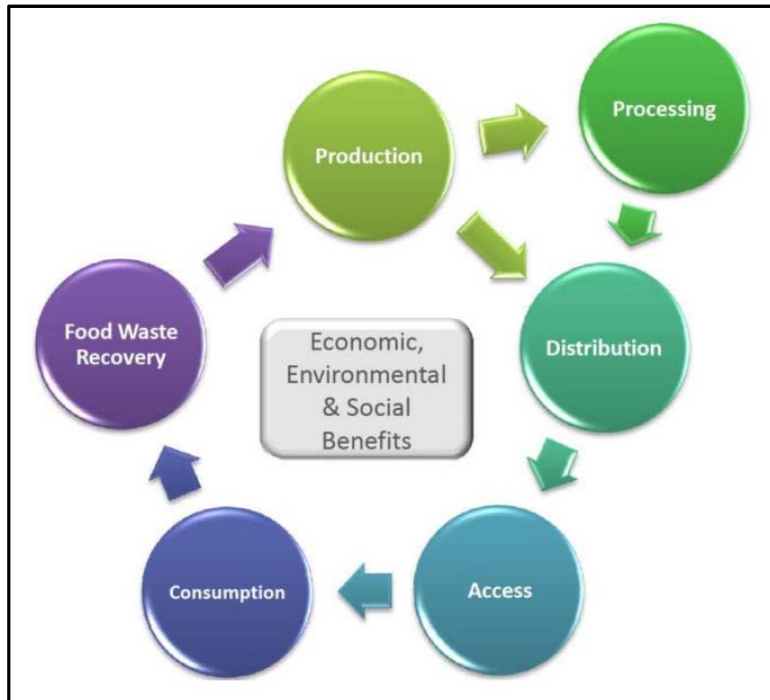 Production
Processing
Distribution
Access
Consumption
Food Waste
Recovery
Economic,
Environmental
& Social
Benefits